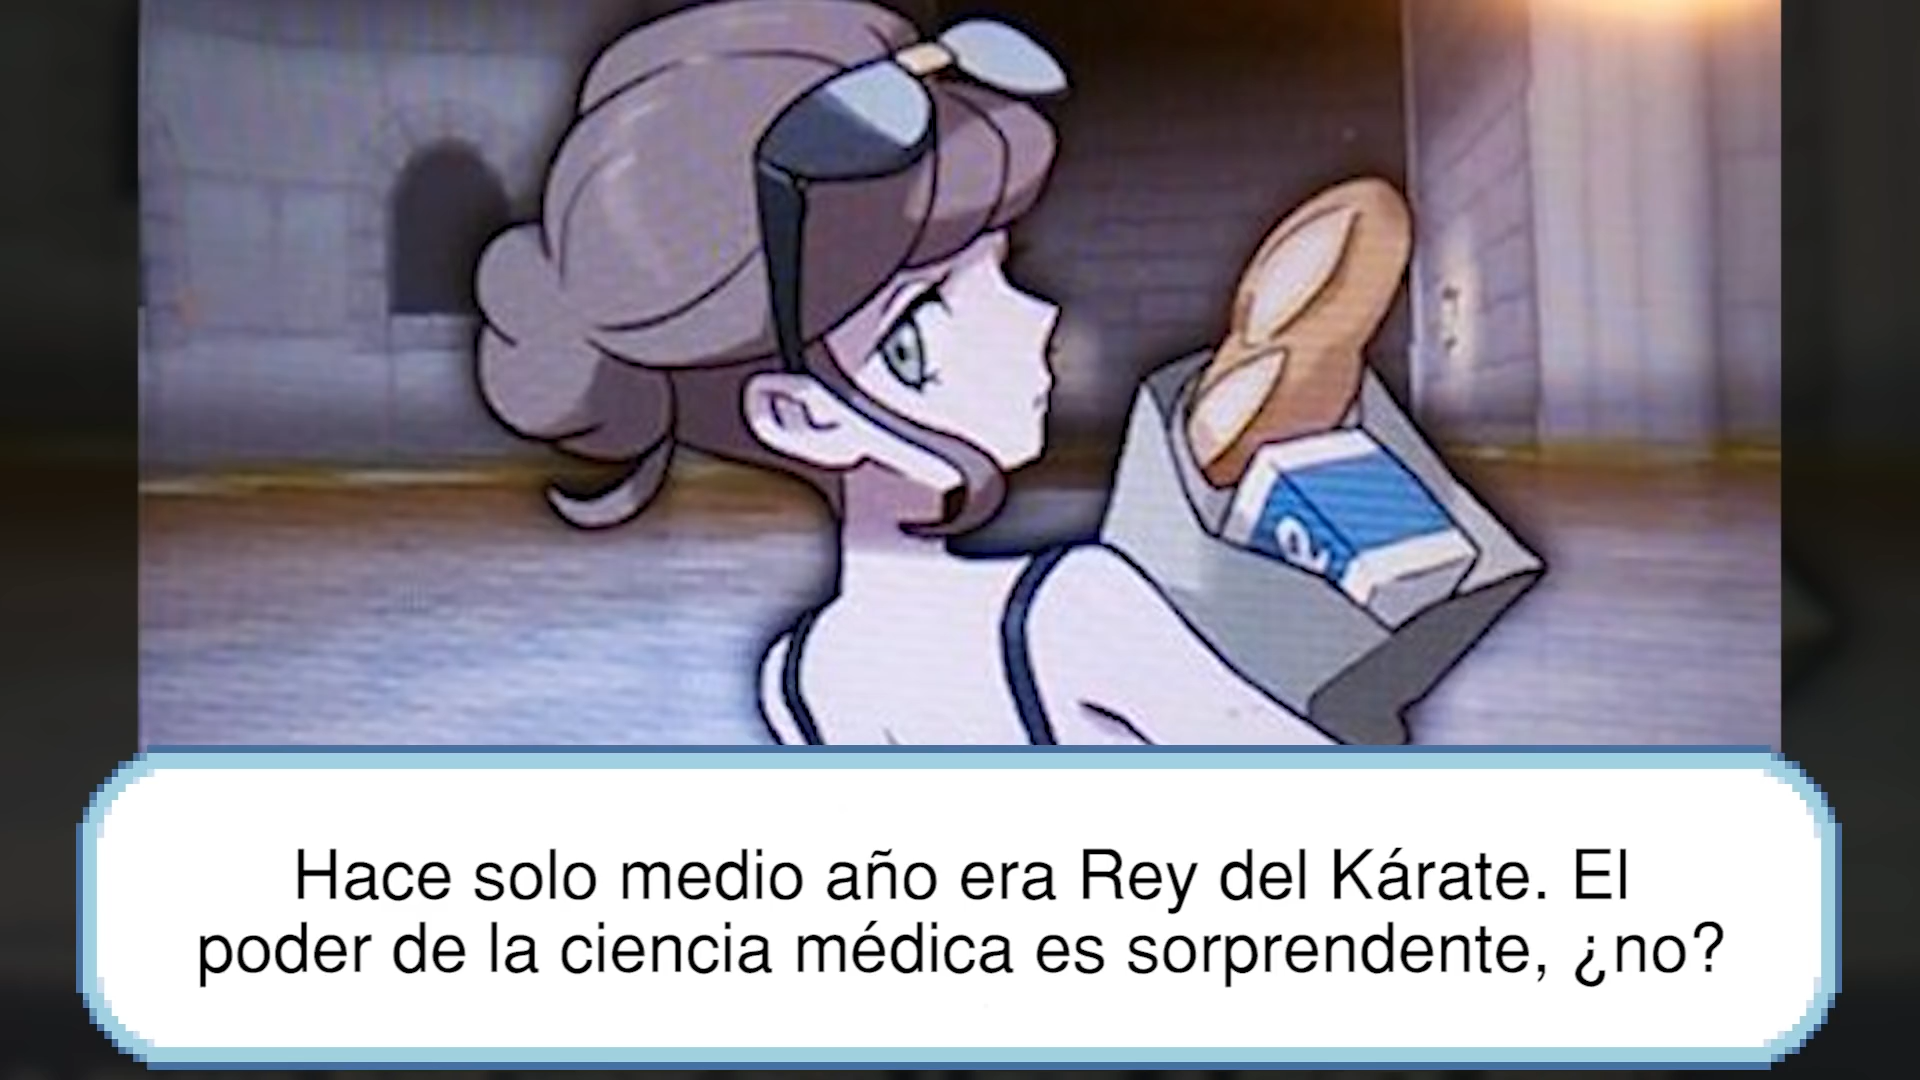 Hace solo medio año era Rey del Kárate. El
poder de la ciencia médica es sorprendente, ¿no?